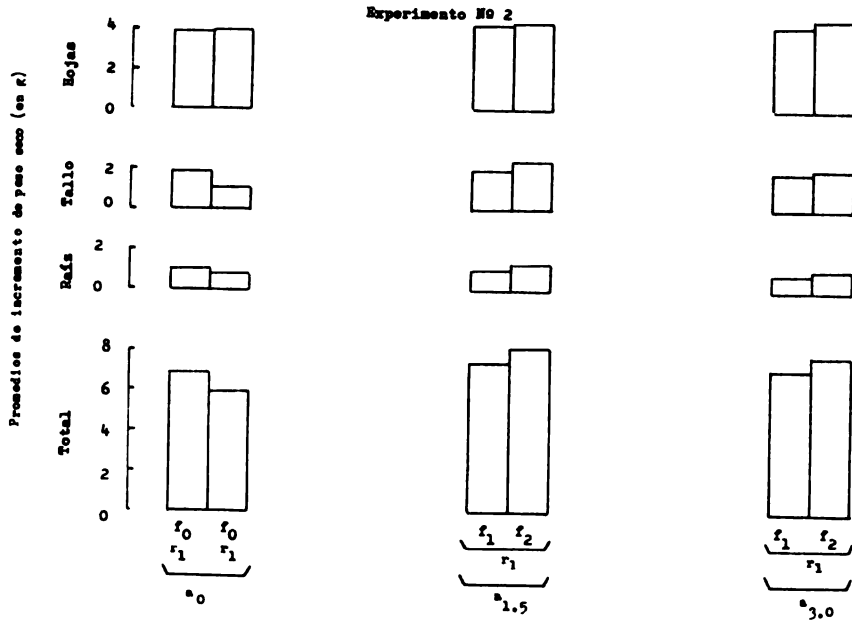 Experimento Nº 2
Promedios de incremento de peso seco (en g)
Hojas
4
2
0
Tallo
2
0
Raís
2
0
Total
8
6
4
2
0
f0 f0
r1 r1
a0
f1 f2
r1
a1.5
f1 f2
r1
a3.0